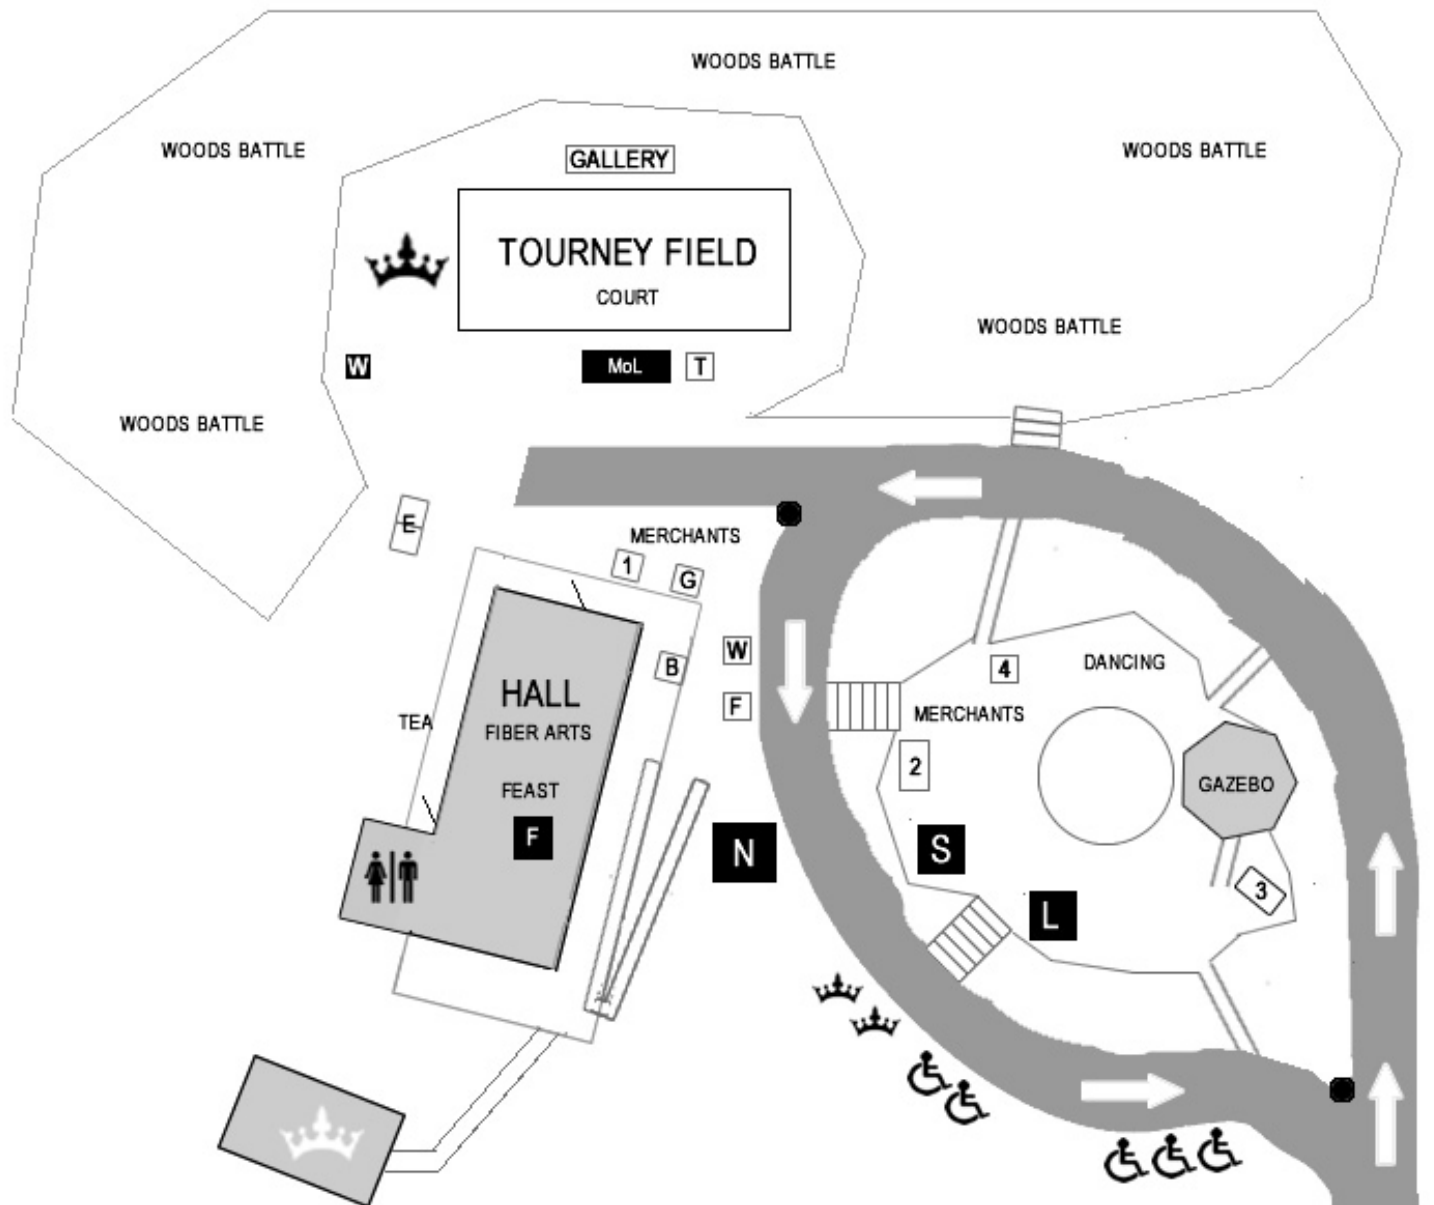 WOODS BATTLE
WOODS BATTLE
WOODS BATTLE
GALLERY
TOURNEY FIELD
COURT
WOODS BATTLE
W
MoL
T
WOODS BATTLE
E
MERCHANTS
1
G
W
B
F
HALL
FIBER ARTS
TEA
FEAST
F
N
4
DANCING
MERCHANTS
2
GAZEBO
S
3
L